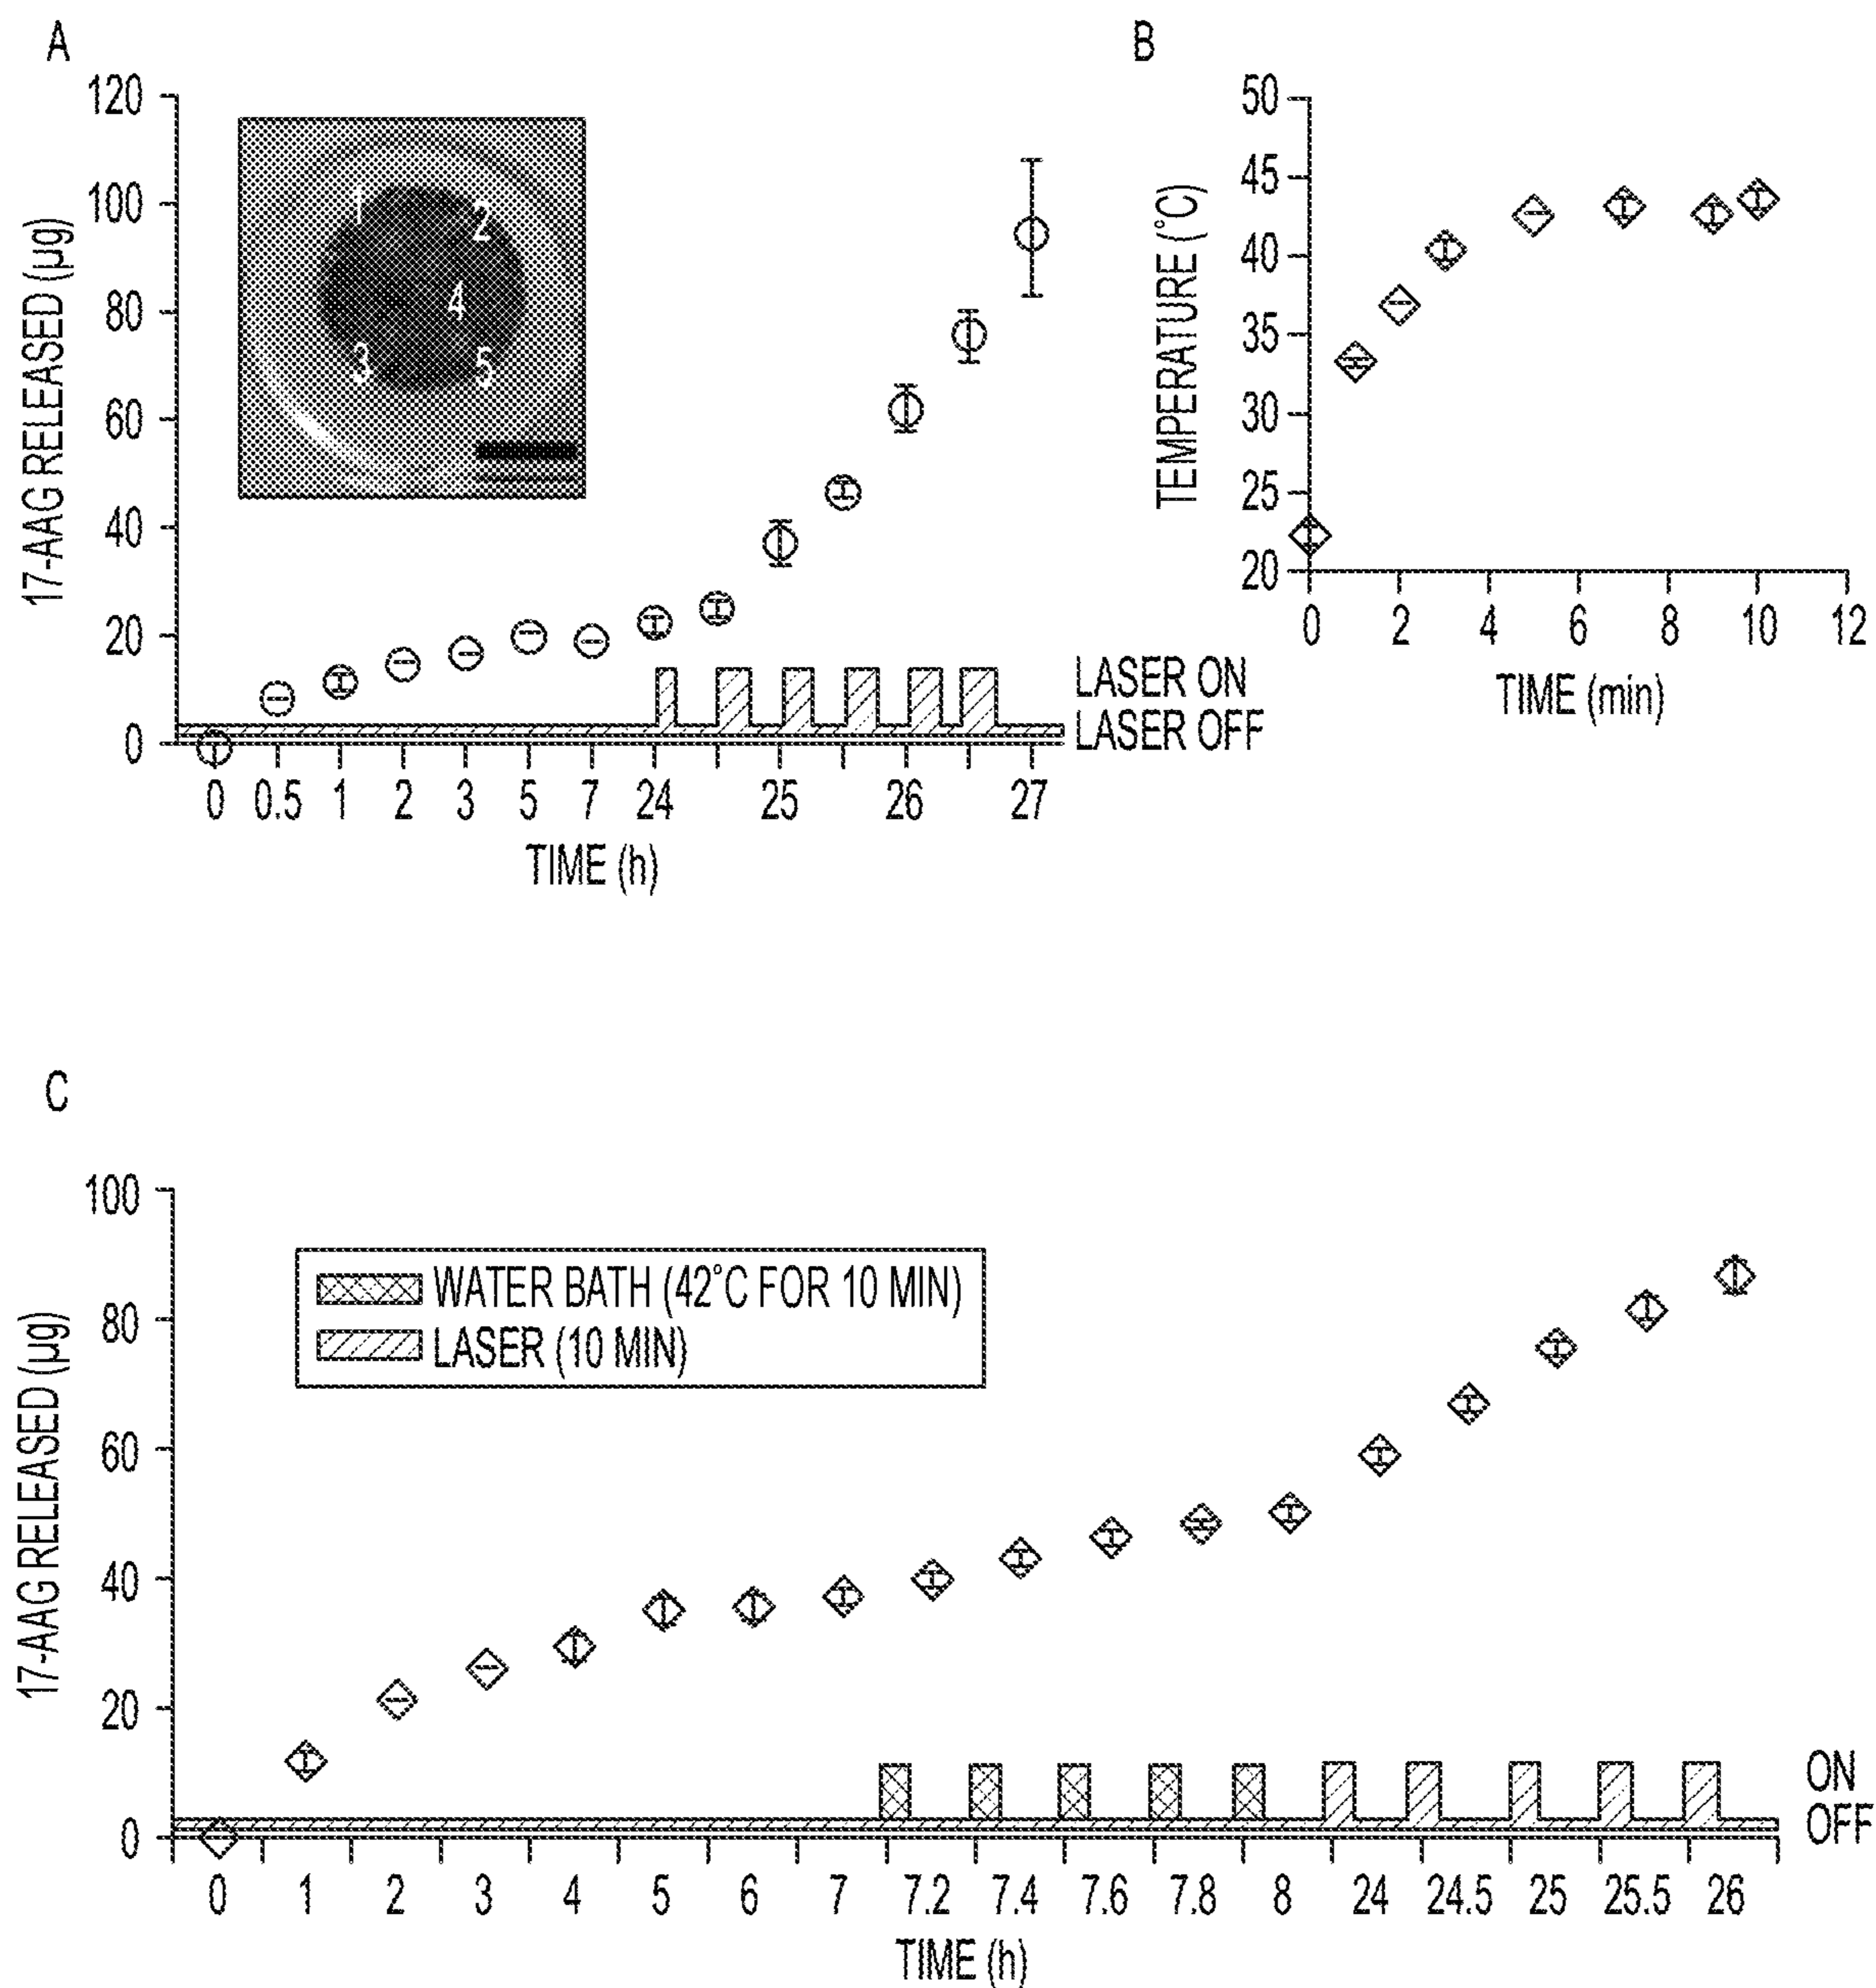 A
17-AAG RELEASED (µg)
120
100
80
60
40
20
0
1
2
4
3
5
LASER ON
LASER OFF
0 0.5 1 2 3 5 7 24 25 26 27
TIME (h)
B
TEMPERATURE (°C)
50
45
40
35
30
25
20
0 2 4 6 8 10 12
TIME (min)
C
17-AAG RELEASED (µg)
100
80
60
40
20
0
WATER BATH (42°C FOR 10 MIN)
LASER (10 MIN)
ON
OFF
0 1 2 3 4 5 6 7 7.2 7.4 7.6 7.8 8 24 24.5 25 25.5 26
TIME (h)